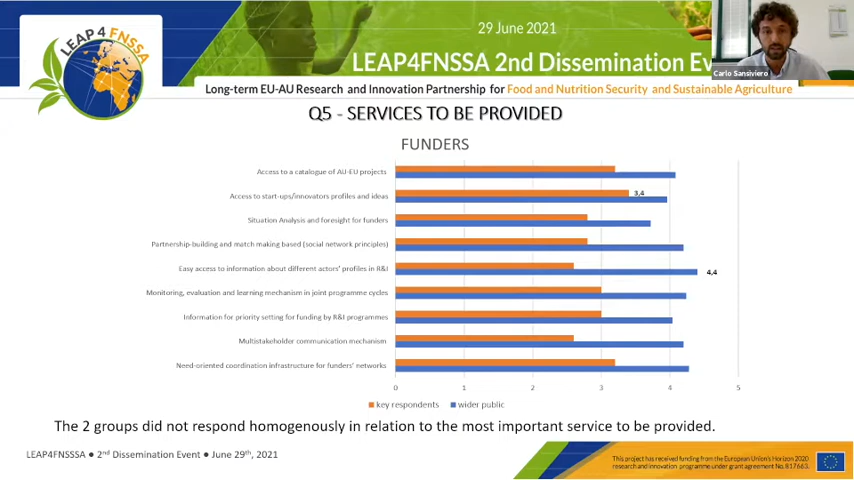 29 June 2021
LEAP 4 FNSSA
LEAP4FNSSA 2nd Dissemination Ev
Carlo Sansiviero
Long-term EU-AU Research and Innovation Partnership for Food and Nutrition Security and Sustainable Agriculture
Q5 - SERVICES TO BE PROVIDED
FUNDERS
Access to a catalogue of AU-EU projects
Access to start-ups/innovators profiles and ideas
3,4
Situation Analysis and foresight for funders
Partnership-building and match making based (social network principles)
Easy access to information about different actors' profiles in R&I
4,4
Monitoring, evaluation and learning mechanism in joint programme cycles
Information for priority setting for funding by R&I programmes
Multistakeholder communication mechanism
Need-oriented coordination infrastructure for funders' networks
0 1 2 3 4 5
key respondents wider public
The 2 groups did not respond homogenously in relation to the most important service to be provided.
LEAP4FNSSSA ● 2nd Dissemination Event ● June 29th, 2021
This project has received funding from the European Union's Horizon 2020
research and innovation programme under grant agreement No. 817663.